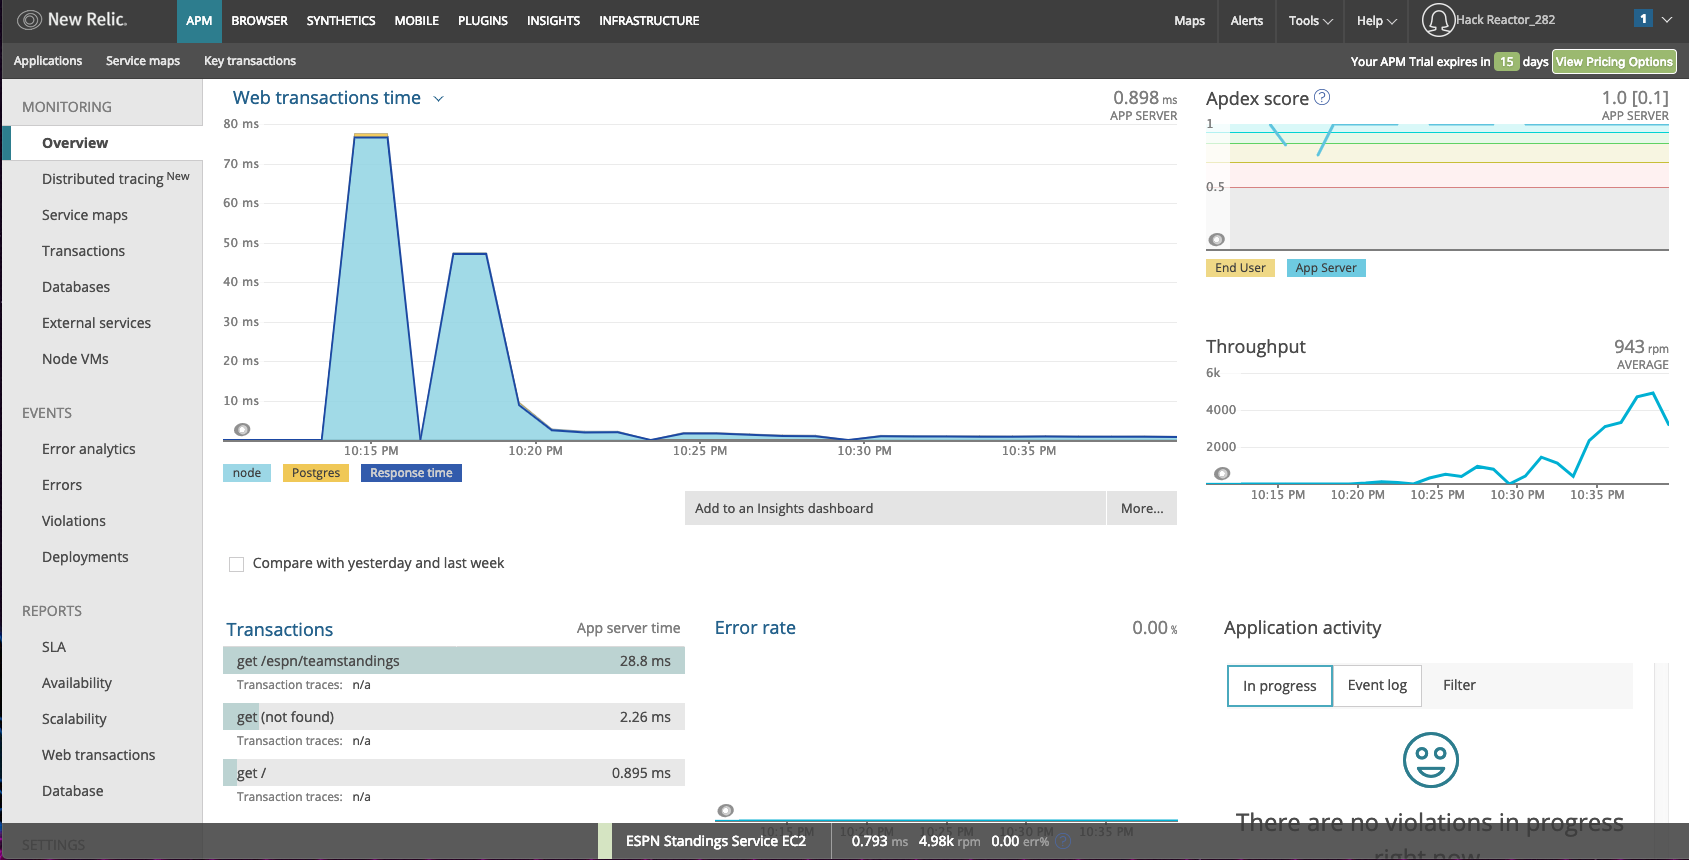 New Relic.
APM BROWSER SYNTHETICS MOBILE PLUGINS INSIGHTS INFRASTRUCTURE
Maps Alerts Tools Help Hack Reactor_282 1
Applications Service maps Key transactions
Your APM Trial expires in 15 days View Pricing Options
MONITORING
Overview
Distributed tracing New
Service maps
Transactions
Databases
External services
Node VMs
EVENTS
Error analytics
Errors
Violations
Deployments
REPORTS
SLA
Availability
Scalability
Web transactions
Database
SETTINGS
Web transactions time
0.898 ms
APP SERVER
80 ms
70 ms
60 ms
50 ms
40 ms
30 ms
20 ms
10 ms
10:15 PM 10:20 PM 10:25 PM 10:30 PM 10:35 PM
node Postgres Response time
Add to an Insights dashboard More...
Compare with yesterday and last week
Apdex score ?
1.0 [0.1]
APP SERVER
1
0.5
End User App Server
Throughput
943 rpm
AVERAGE
6k
4000
2000
10:15 PM 10:20 PM 10:25 PM 10:30 PM 10:35 PM
Transactions App server time
get /espn/teamstandings 28.8 ms
Transaction traces: n/a
get (not found) 2.26 ms
Transaction traces: n/a
get / 0.895 ms
Transaction traces: n/a
Error rate 0.00 %
10:15 PM 10:20 PM 10:25 PM 10:30 PM 10:35 PM
Application activity
In progress Event log Filter
There are no violations in progress
right now
ESPN Standings Service EC2 0.793 ms 4.98k rpm 0.00 err% ?